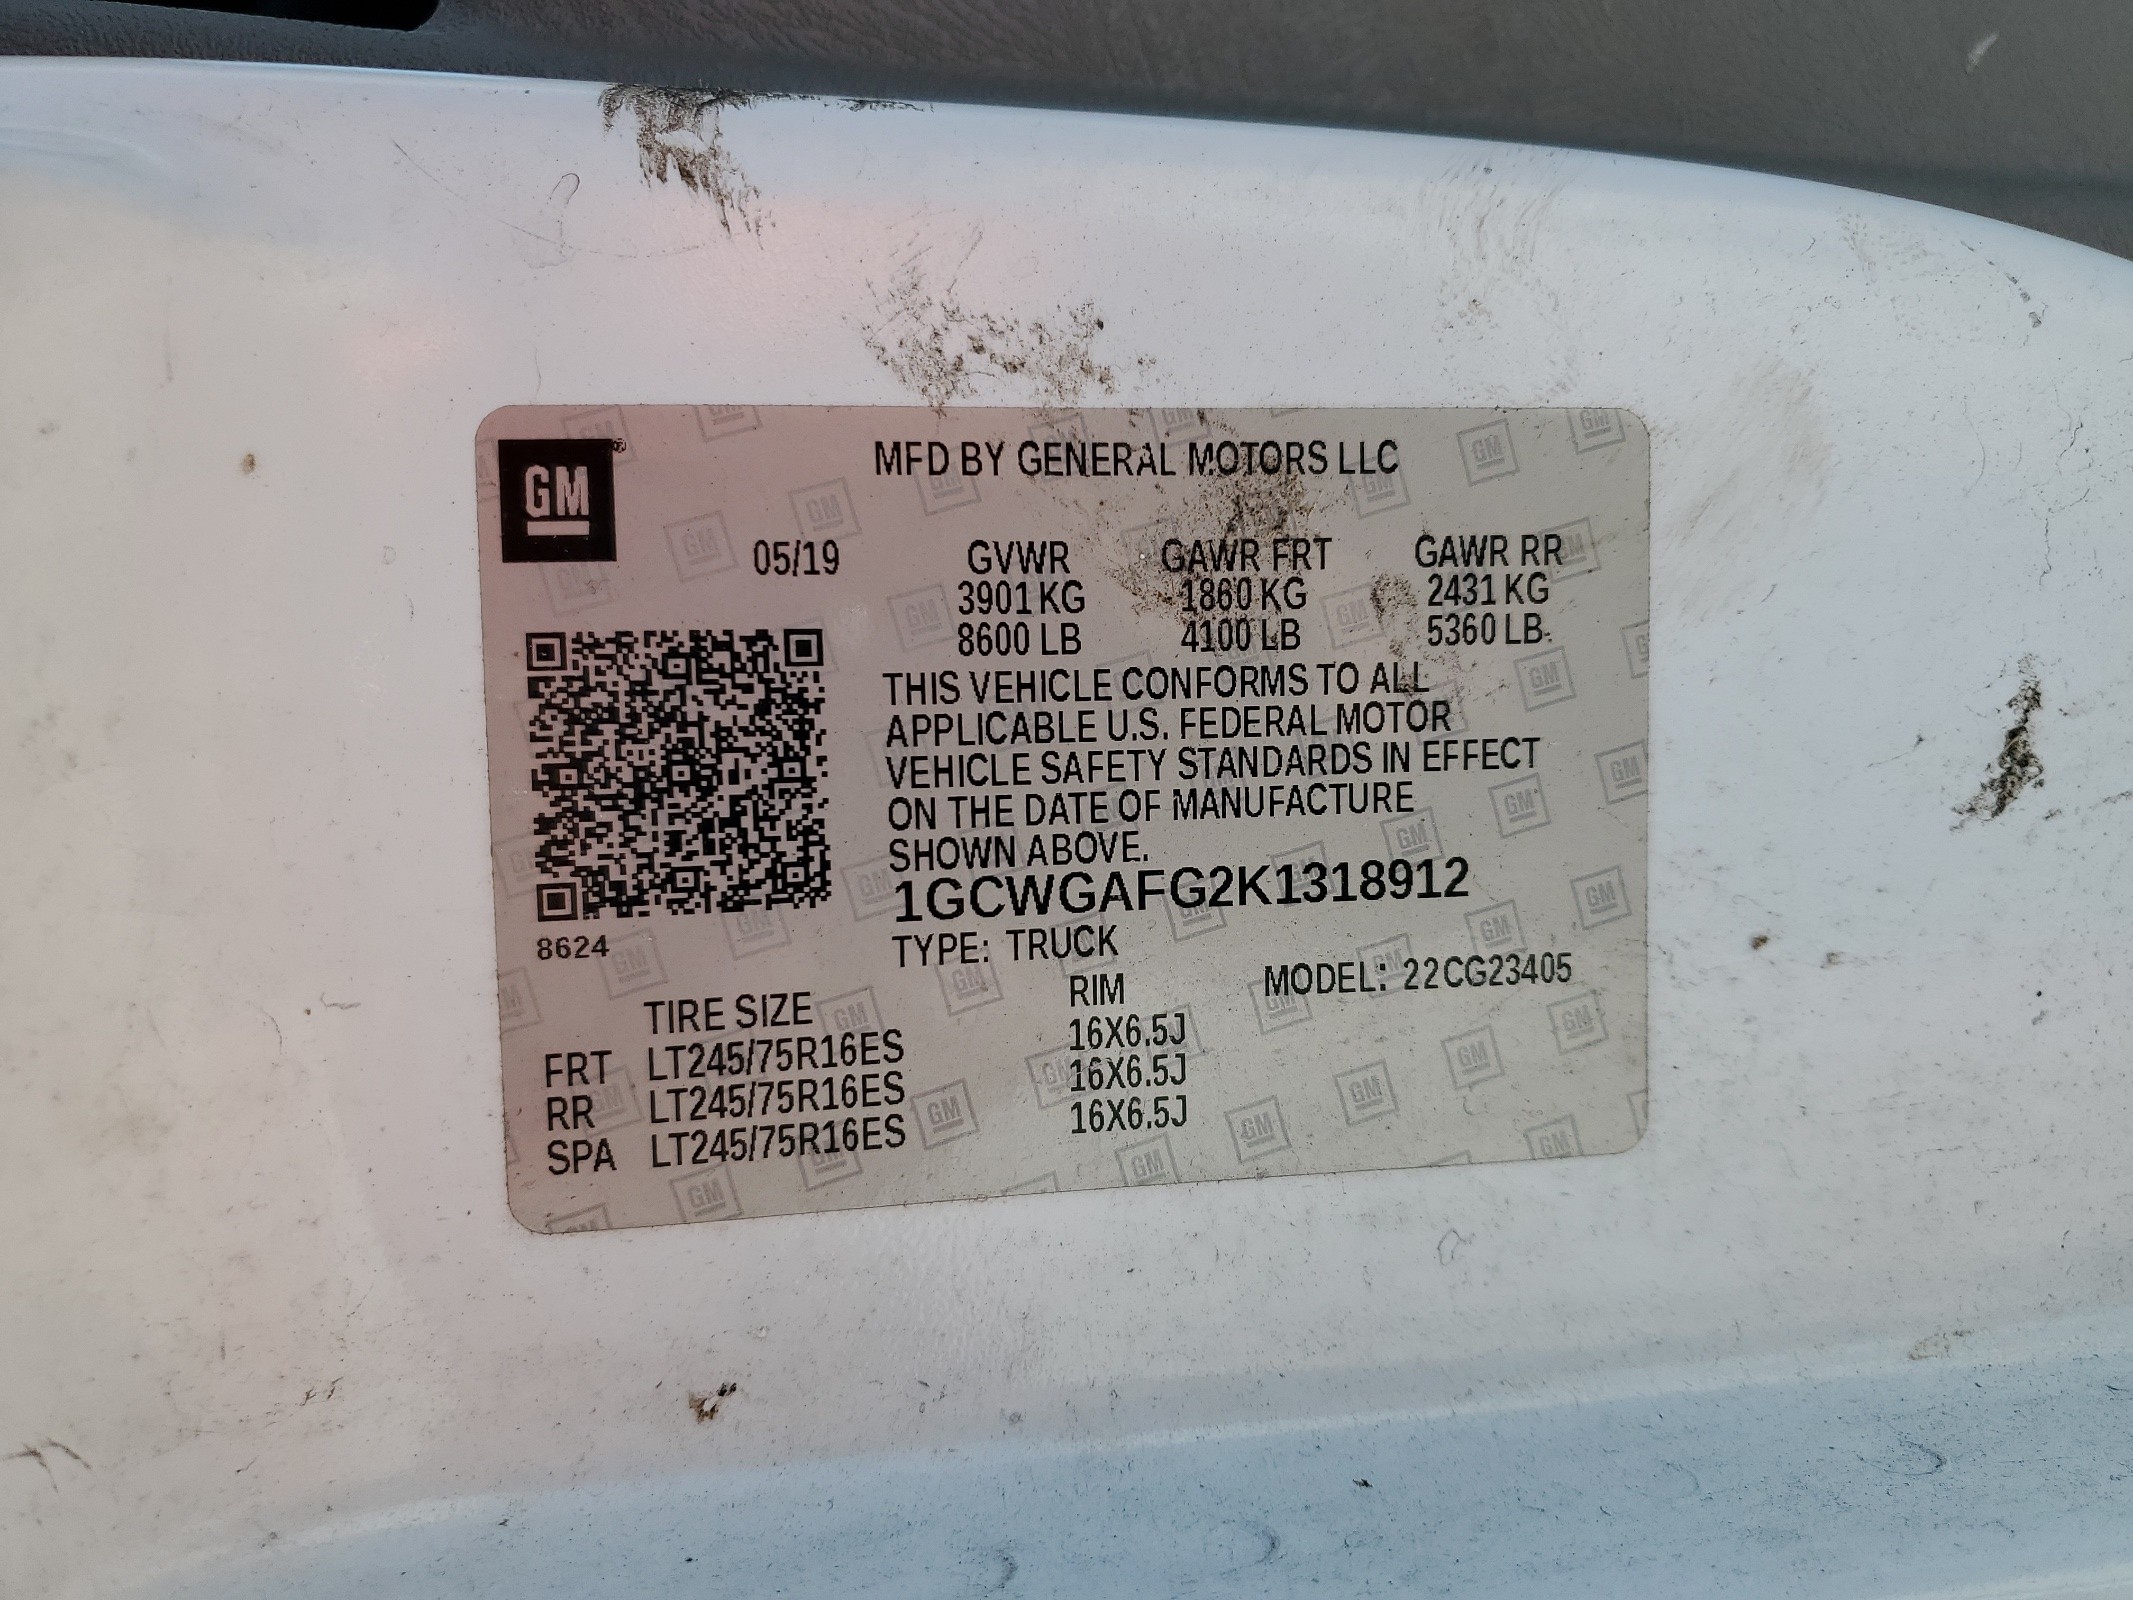 GM®
MFD BY GENERAL MOTORS LLC
05/19 GVWR GAWR FRT GAWR RR
3901 KG 1860 KG 2431 KG
8600 LB 4100 LB 5360 LB
THIS VEHICLE CONFORMS TO ALL
APPLICABLE U.S. FEDERAL MOTOR
VEHICLE SAFETY STANDARDS IN EFFECT
ON THE DATE OF MANUFACTURE
SHOWN ABOVE.
1GCWGAFG2K1318912
8624
TYPE: TRUCK
MODEL: 22CG23405
TIRE SIZE RIM
FRT LT245/75R16ES 16X6.5J
RR LT245/75R16ES 16X6.5J
SPA LT245/75R16ES 16X6.5J